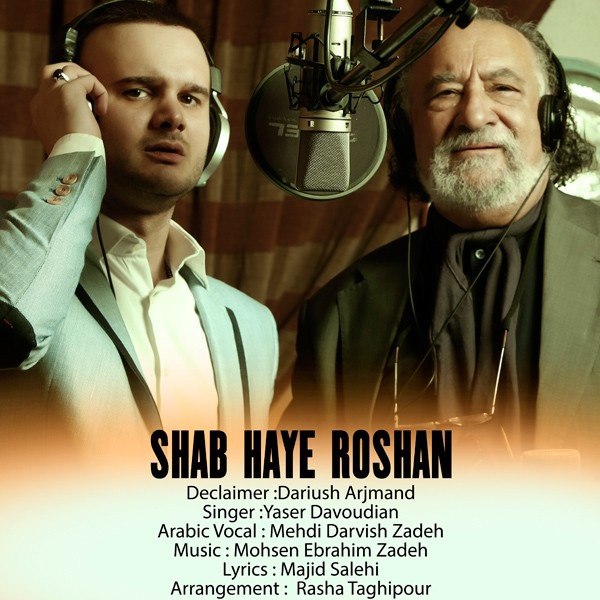 SHAB HAYE ROSHAN
Declaimer :Dariush Arjmand
Singer :Yaser Davoudian
Arabic Vocal : Mehdi Darvish Zadeh
Music : Mohsen Ebrahim Zadeh
Lyrics : Majid Salehi
Arrangement :  Rasha Taghipour